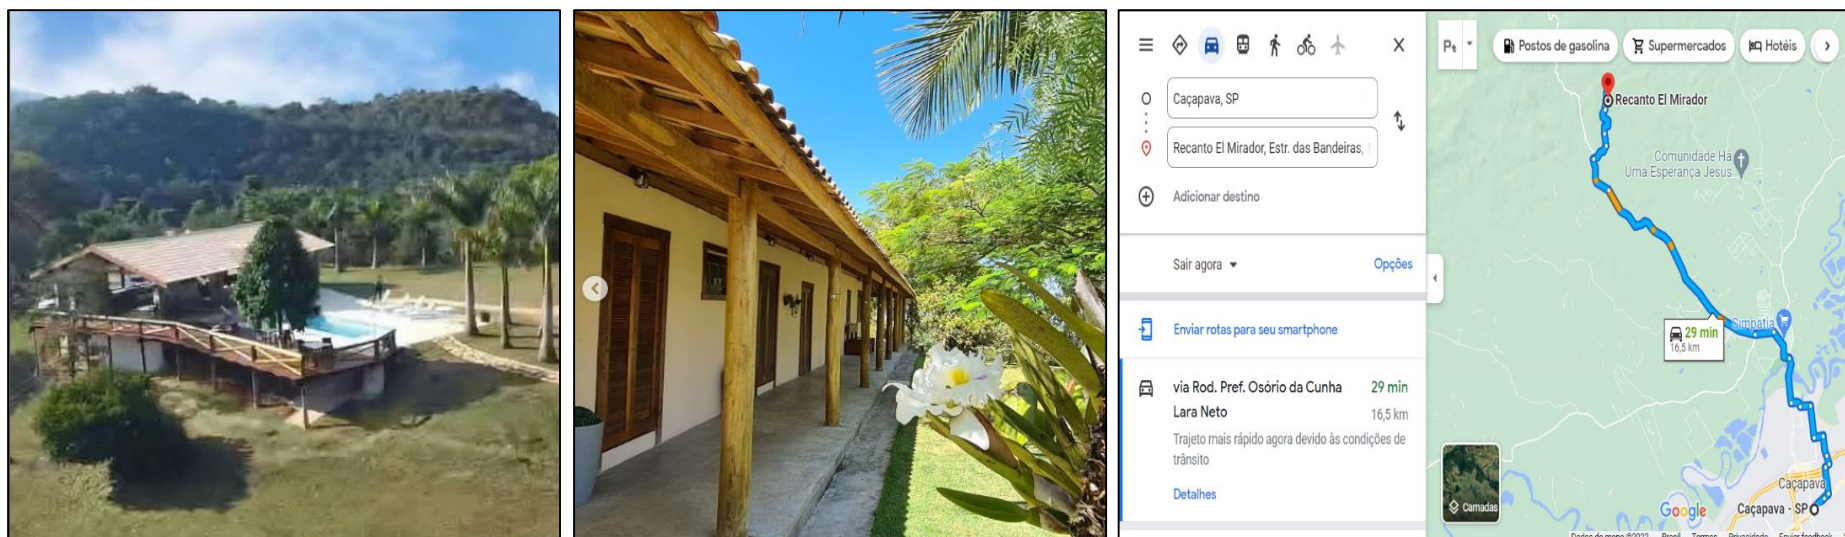 Caçapava, SP
Recanto El Mirador, Estr. das Bandeiras,
Adicionar destino
Sair agora
Opções
Enviar rotas para seu smartphone
via Rod. Pref. Osório da Cunha
Lara Neto
29 min
16,5 km
Trajeto mais rápido agora devido às condições de
trânsito
Detalhes
Postos de gasolina
Supermercados
Hotéis
Recanto El Mirador
Comunidade Há
Uma Esperança Jesus
Simpatia
29 min
16,5 km
Caçapava
Caçapava - SP
Camadas
Google